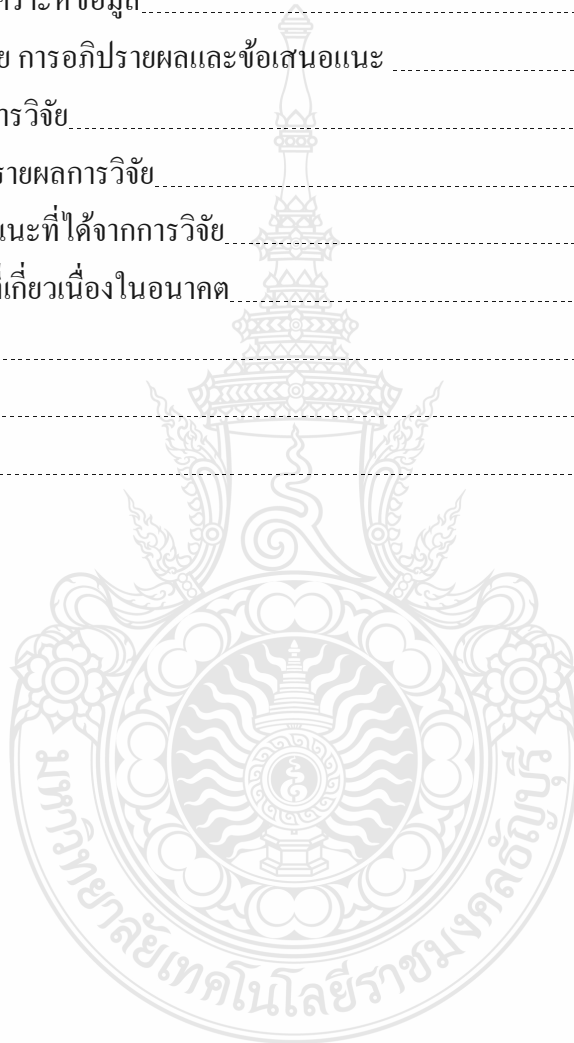 เคราะห์ข้อมูล
ย การอภิปรายผลและข้อเสนอแนะ
ารวิจัย
รายผลการวิจัย
แนะที่ได้จากการวิจัย
ที่เกี่ยวเนื่องในอนาคต
มหาวิทยาลัยเทคโนโลยีราชมงคลธัญบุรี